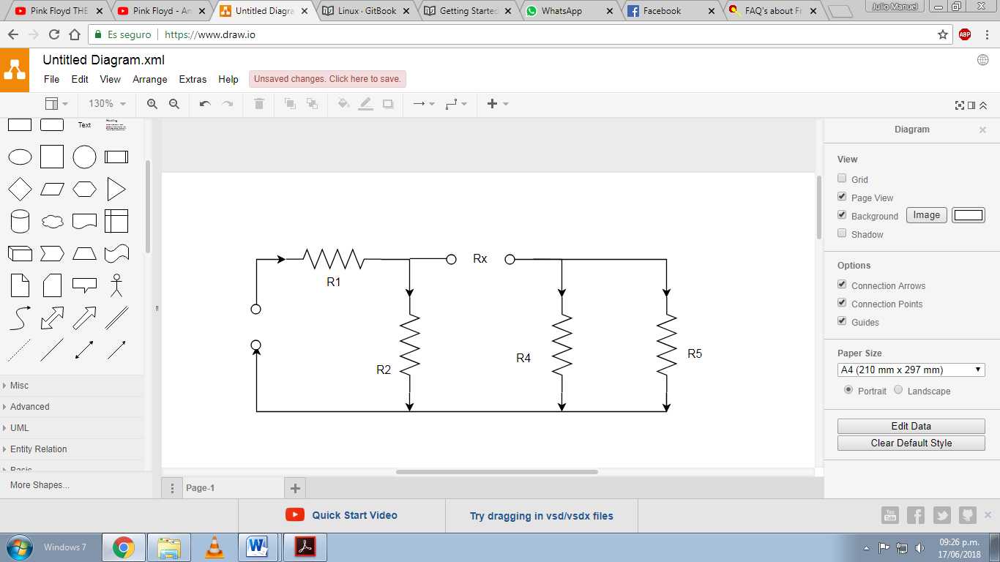 Pink Floyd THE
Pink Floyd - An
Untitled Diagra
Linux · GitBook
Getting Started
WhatsApp
Facebook
FAQ's about Fr
Julio Manuel
Es seguro
https://www.draw.io
ABP
Untitled Diagram.xml
File Edit View Arrange Extras Help
Unsaved changes. Click here to save.
130%
Text
Heading
Misc
Advanced
UML
Entity Relation
Basic
More Shapes...
R1
Rx
R2
R4
R5
Diagram
View
Grid
Page View
Background
Image
Shadow
Options
Connection Arrows
Connection Points
Guides
Paper Size
A4 (210 mm x 297 mm)
Portrait
Landscape
Edit Data
Clear Default Style
Page-1
Quick Start Video
Try dragging in vsd/vsdx files
You
Tube
Windows 7
09:26 p.m.
17/06/2018